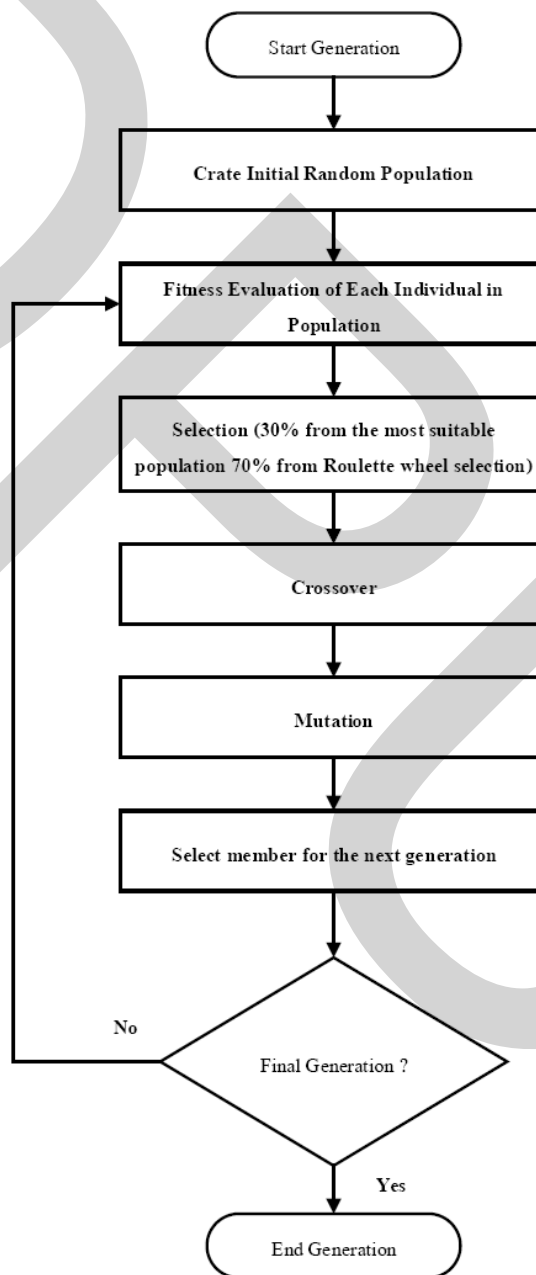 Start Generation
Crate Initial Random Population
Fitness Evaluation of Each Individual in
Population
Selection (30% from the most suitable
population 70% from Roulette wheel selection)
Crossover
Mutation
Select member for the next generation
No
Final Generation ?
Yes
End Generation